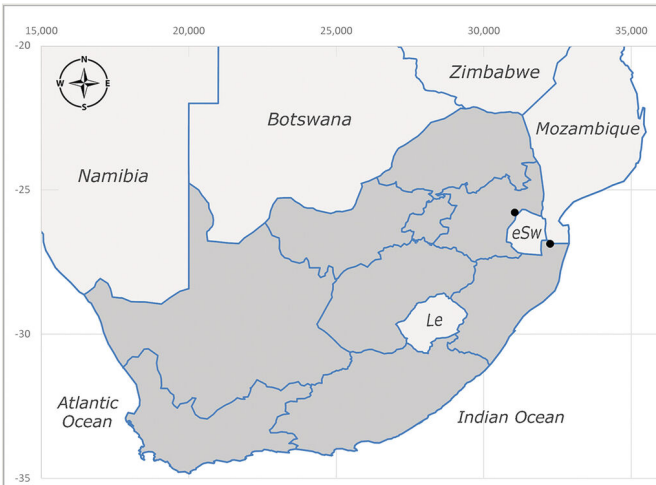 15,000
20,000
25,000
30,000
35,000
-20
N
W
E
S
Zimbabwe
Botswana
Mozambique
Namibia
-25
eSw
-30
Le
Atlantic
Ocean
Indian Ocean
-35